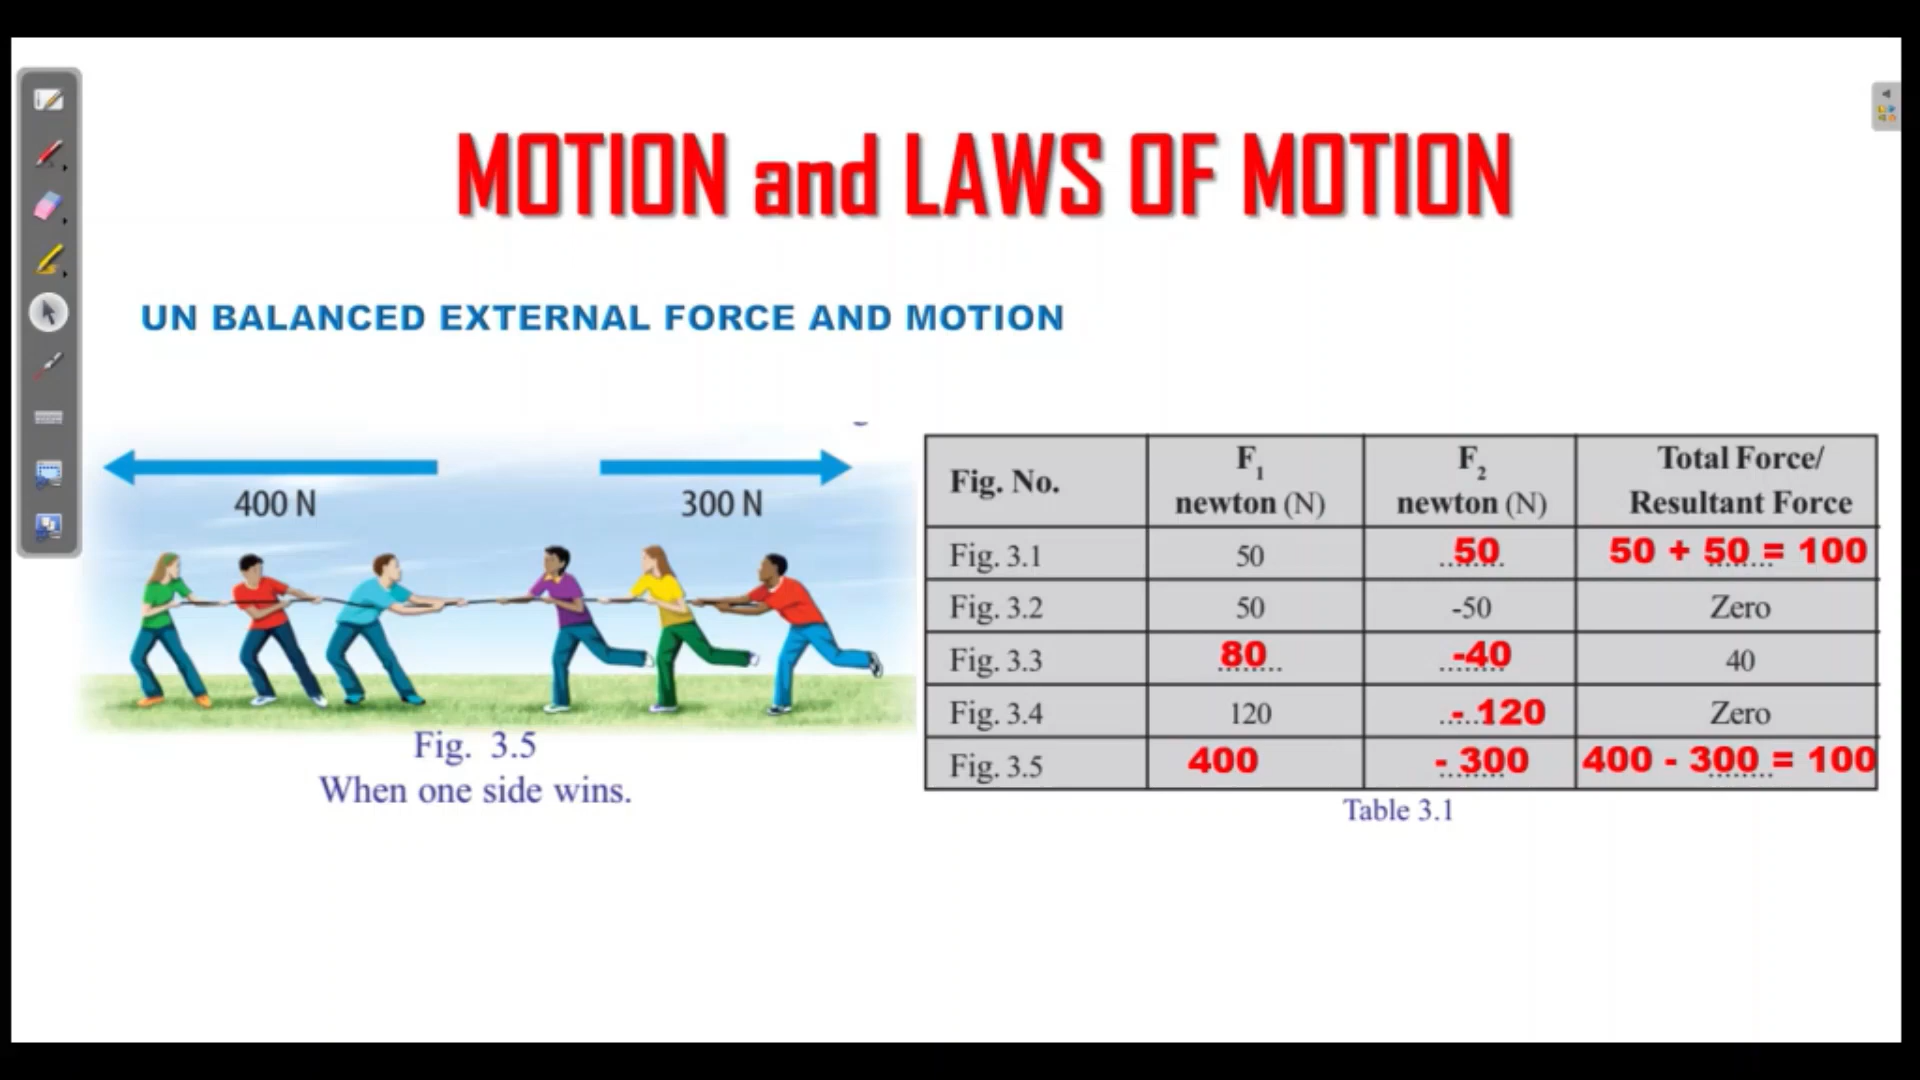 MOTION and LAWS OF MOTION
UN BALANCED EXTERNAL FORCE AND MOTION
400 N
300 N
Fig. 3.5
When one side wins.
Fig. No. F1 newton (N) F2 newton (N) Total Force/ Resultant Force
Fig. 3.1 50 50 50 + 50 = 100
Fig. 3.2 50 -50 Zero
Fig. 3.3 80 -40 40
Fig. 3.4 120 - 120 Zero
Fig. 3.5 400 - 300 400 - 300 = 100
Table 3.1